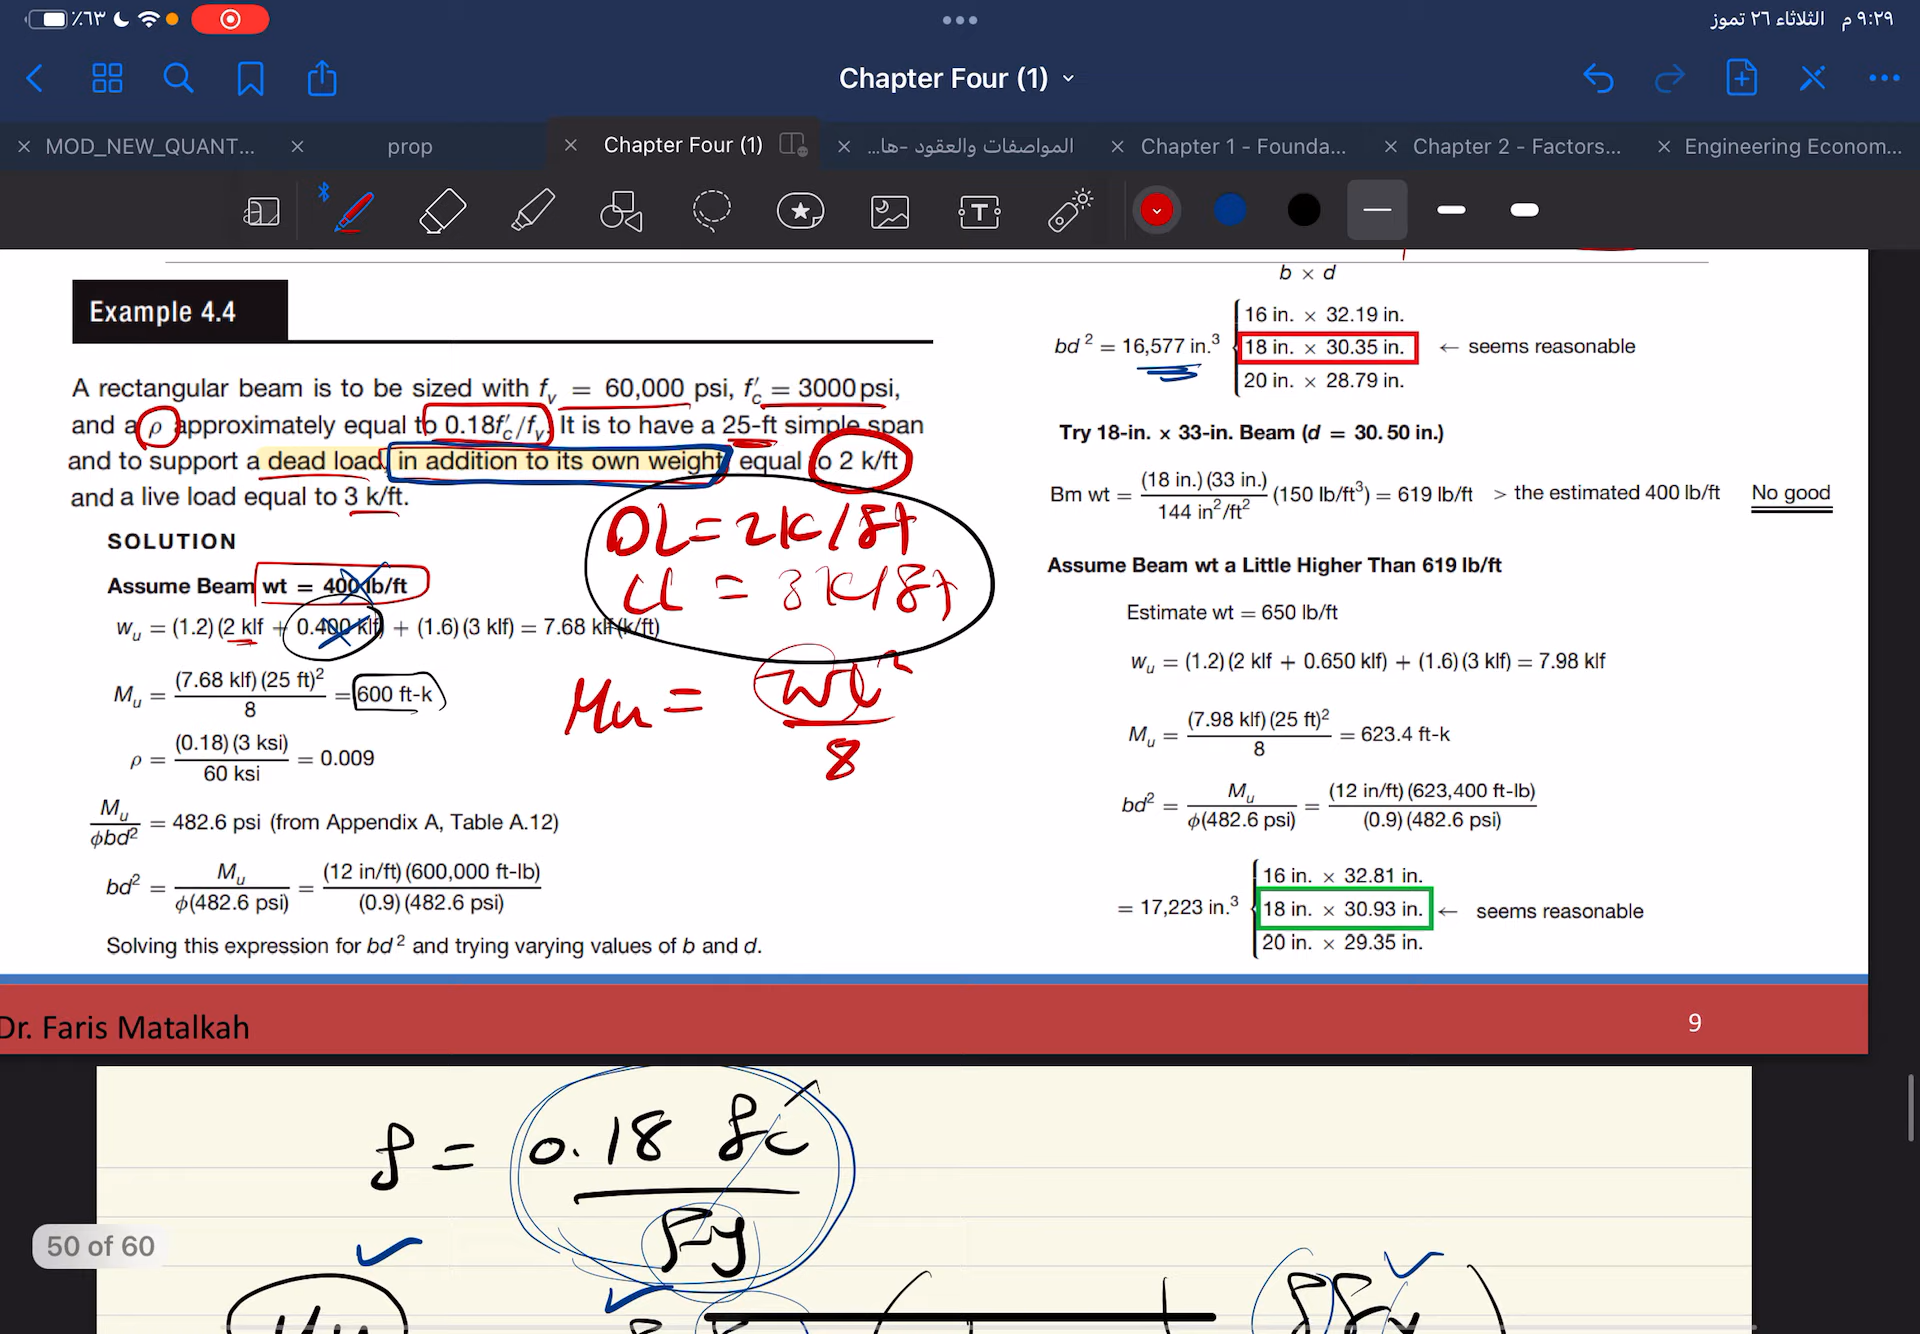 ٪٦٣
٩:٢٩ م الثلاثاء ٢٦ تموز
Chapter Four (1)
MOD_NEW_QUANT...
prop
Chapter Four (1)
المواصفات والعقود -ها...
Chapter 1 - Founda...
Chapter 2 - Factors...
Engineering Econom...
Example 4.4
A rectangular beam is to be sized with fy = 60,000 psi, f′c = 3000 psi,
and a ρ approximately equal to 0.18f′c/fy. It is to have a 25-ft simple span
and to support a dead load, in addition to its own weight, equal to 2 k/ft
and a live load equal to 3 k/ft.
DL = 2k/ft
LL = 3k/ft
SOLUTION
Assume Beam wt = 400 lb/ft
wu = (1.2) (2 klf + 0.400 klf) + (1.6) (3 klf) = 7.68 klf (k/ft)
Mu = (7.68 klf) (25 ft)² / 8 = 600 ft-k
Mu = wl² / 8
ρ = (0.18) (3 ksi) / 60 ksi = 0.009
Mu / ϕbd² = 482.6 psi (from Appendix A, Table A.12)
bd² = Mu / ϕ(482.6 psi) = (12 in/ft) (600,000 ft-lb) / (0.9) (482.6 psi)
Solving this expression for bd² and trying varying values of b and d.
b × d
16 in. × 32.19 in.
bd² = 16,577 in.³ 18 in. × 30.35 in. ← seems reasonable
20 in. × 28.79 in.
Try 18-in. × 33-in. Beam (d = 30.50 in.)
Bm wt = (18 in.) (33 in.) / 144 in²/ft² (150 lb/ft³) = 619 lb/ft > the estimated 400 lb/ft No good
Assume Beam wt a Little Higher Than 619 lb/ft
Estimate wt = 650 lb/ft
wu = (1.2) (2 klf + 0.650 klf) + (1.6) (3 klf) = 7.98 klf
Mu = (7.98 klf) (25 ft)² / 8 = 623.4 ft-k
bd² = Mu / ϕ(482.6 psi) = (12 in/ft) (623,400 ft-lb) / (0.9) (482.6 psi)
16 in. × 32.81 in.
= 17,223 in.³ 18 in. × 30.93 in. ← seems reasonable
20 in. × 29.35 in.
Dr. Faris Matalkah
9
ρ = 0.18 fc′ / Fy
50 of 60
Mu